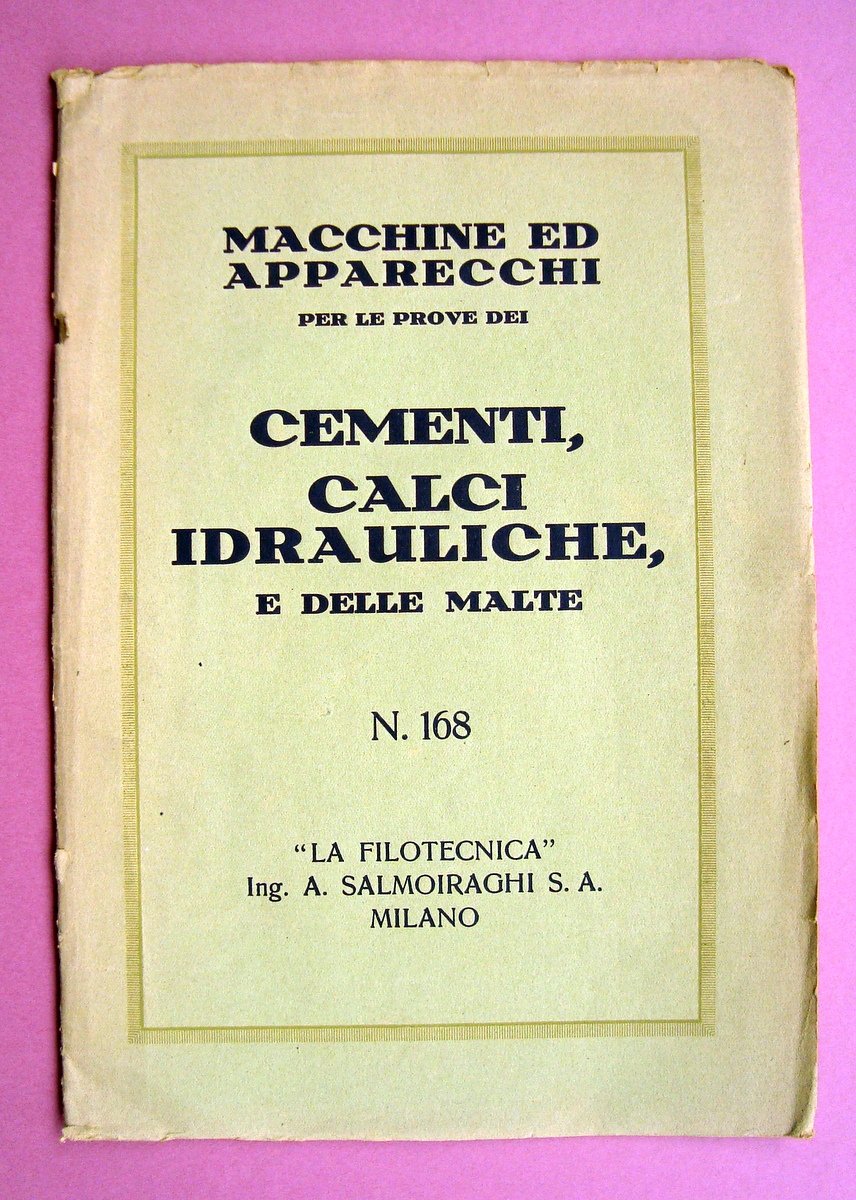 MACCHINE ED
APPARECCHI
PER LE PROVE DEI
CEMENTI,
CALCI
IDRAULICHE,
E DELLE MALTE
N. 168
"LA FILOTECNICA"
Ing. A. SALMOIRAGHI S. A.
MILANO